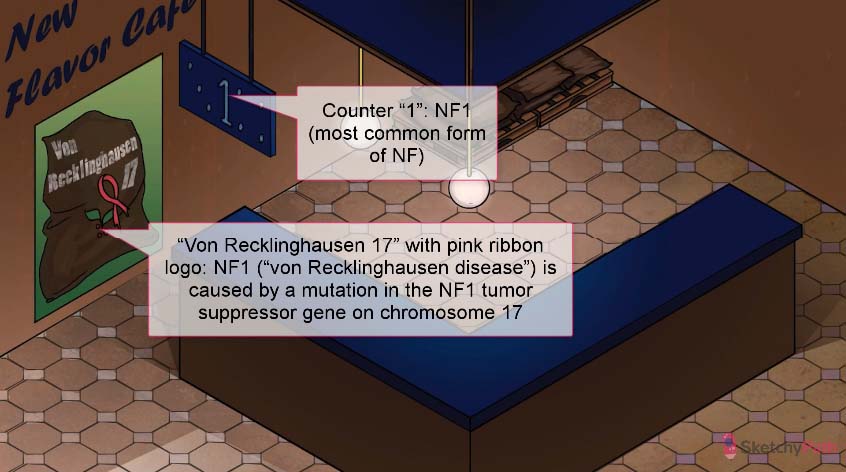 New
Flavor Cafe
1
Counter “1”: NF1
(most common form
of NF)
Von
Recklinghausen
17
“Von Recklinghausen 17” with pink ribbon
logo: NF1 (“von Recklinghausen disease”) is
caused by a mutation in the NF1 tumor
suppressor gene on chromosome 17
SketchyPath